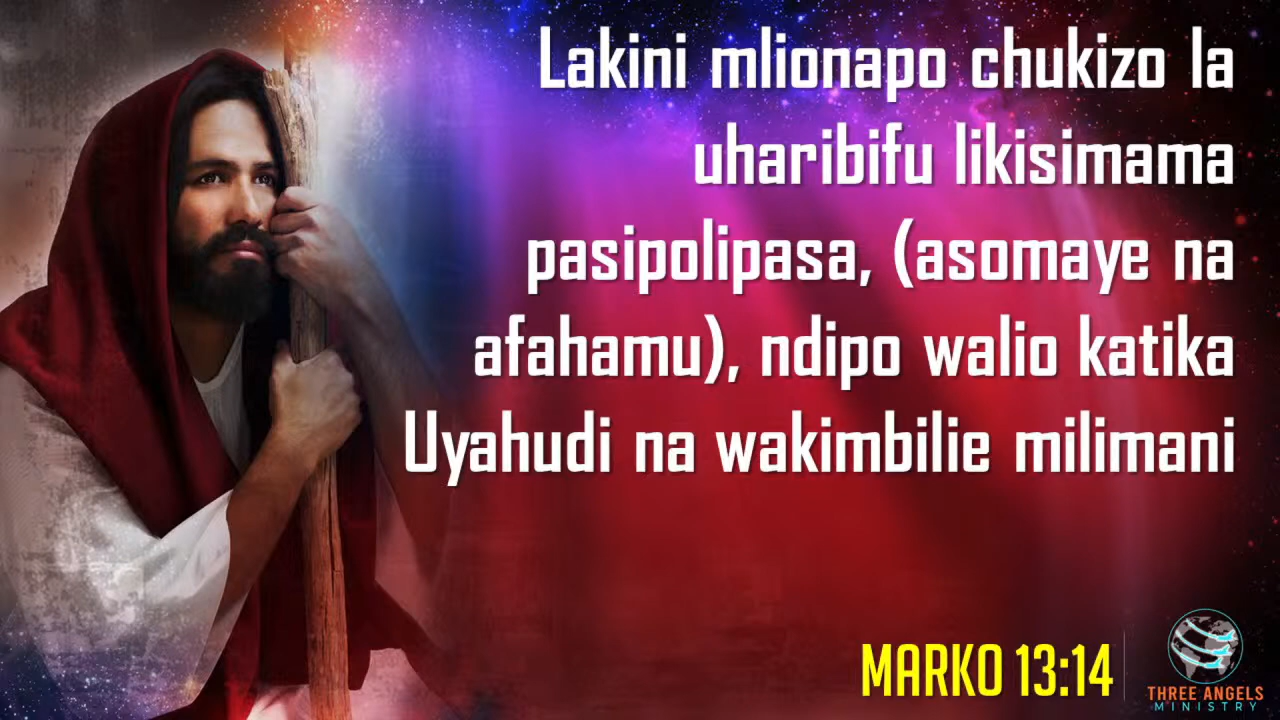 Lakini mlionapo chukizo la
uharibifu likisimama
pasipolipasa, (asomaye na
afahamu), ndipo walio katika
Uyahudi na wakimbilie milimani
MARKO 13:14
THREE ANGELS
MINISTRY